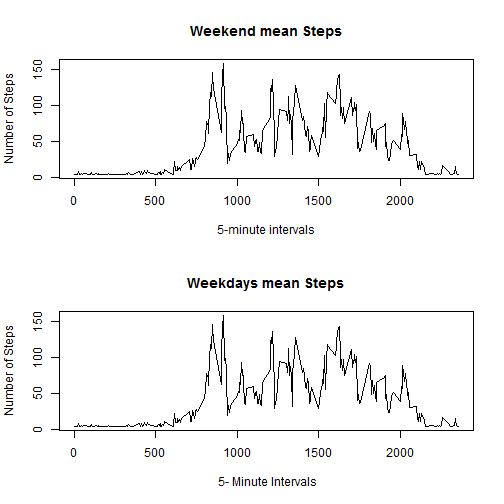 Weekend mean Steps
Number of Steps
150
100
50
0
0 500 1000 1500 2000
5-minute intervals
Weekdays mean Steps
Number of Steps
150
100
50
0
0 500 1000 1500 2000
5- Minute Intervals